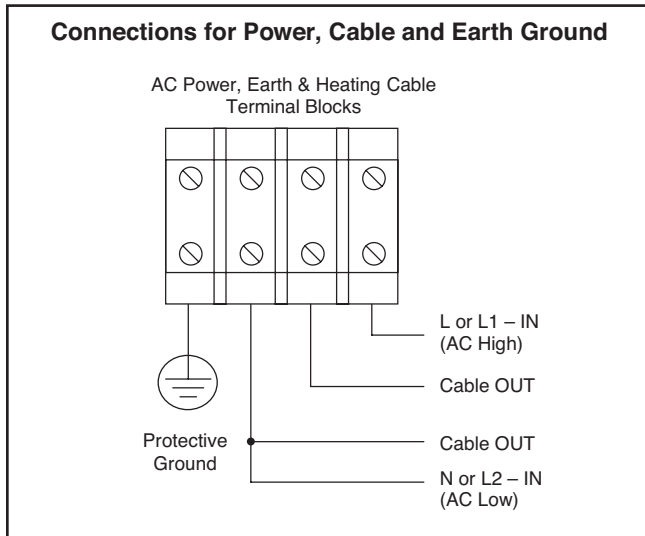 Connections for Power, Cable and Earth Ground
AC Power, Earth & Heating Cable
Terminal Blocks
L or L1 – IN
(AC High)
Cable OUT
Protective
Ground
Cable OUT
N or L2 – IN
(AC Low)